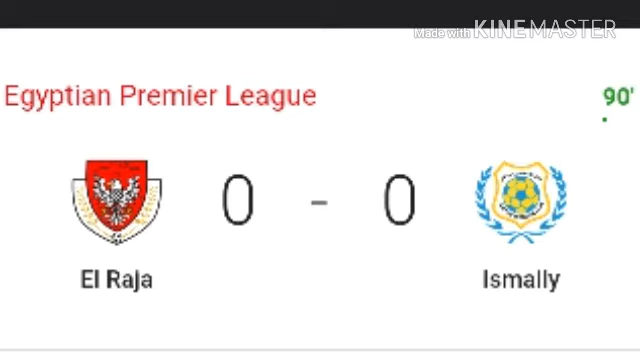 Made with KINEMASTER
Egyptian Premier League
90'
0 - 0
El Raja
Ismally